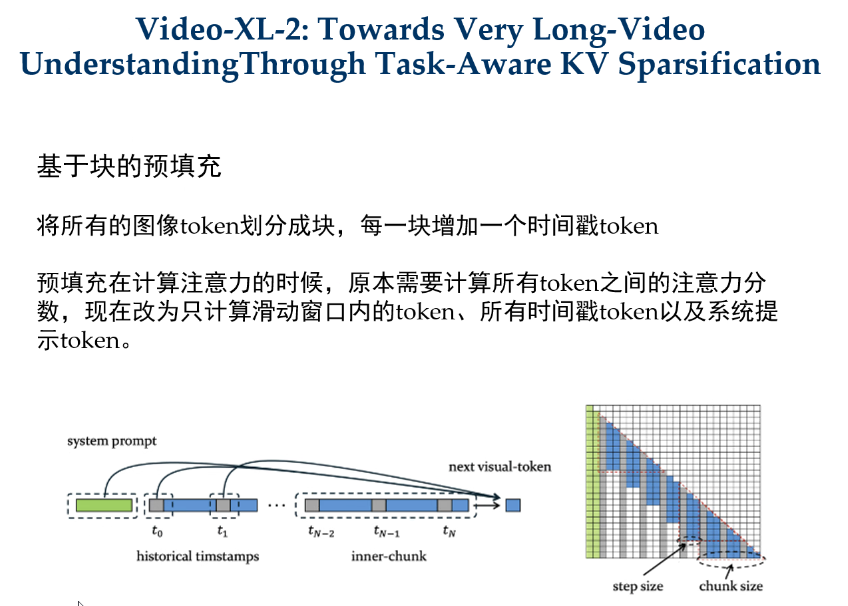 Video-XL-2: Towards Very Long-Video
UnderstandingThrough Task-Aware KV Sparsification
基于块的预填充
将所有的图像token划分成块，每一块增加一个时间戳token
预填充在计算注意力的时候，原本需要计算所有token之间的注意力分
数，现在改为只计算滑动窗口内的token、所有时间戳token以及系统提
示token。
system prompt
next visual-token
t0 t1 ... tN−2 tN−1 tN
historical timstamps inner-chunk
step size chunk size